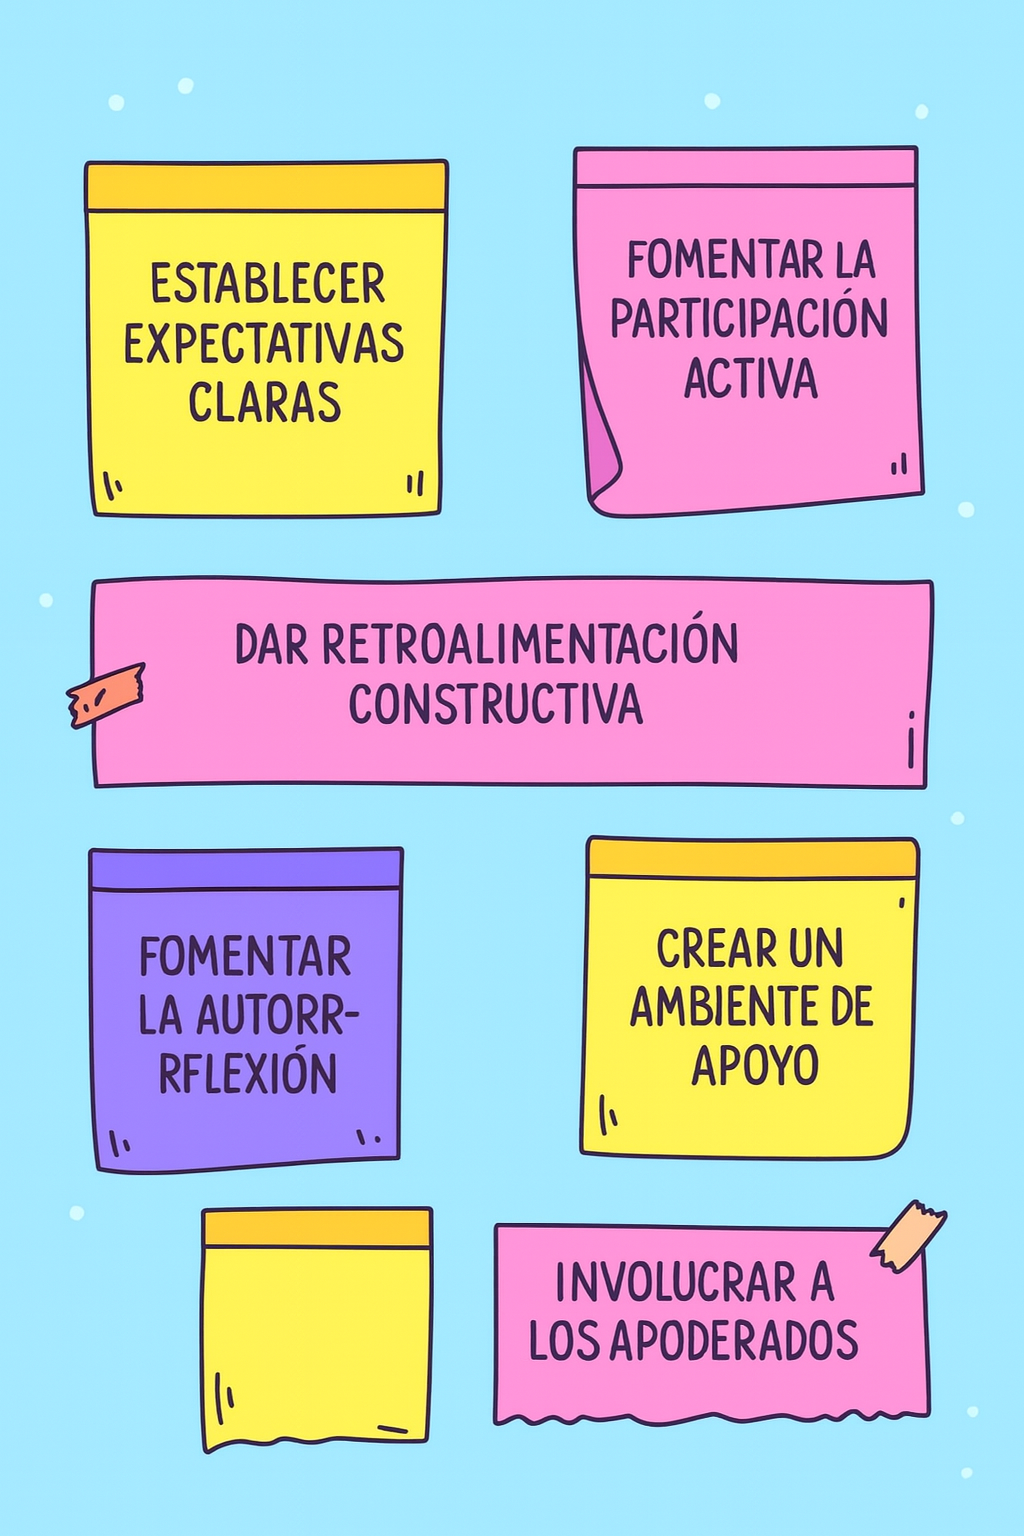 ESTABLECER
EXPECTATIVAS
CLARAS
FOMENTAR LA
PARTICIPACIÓN
ACTIVA
DAR RETROALIMENTACIÓN
CONSTRUCTIVA
FOMENTAR
LA AUTORR-
RFLEXIÓN
CREAR UN
AMBIENTE DE
APOYO
INVOLUCRAR A
LOS APODERADOS